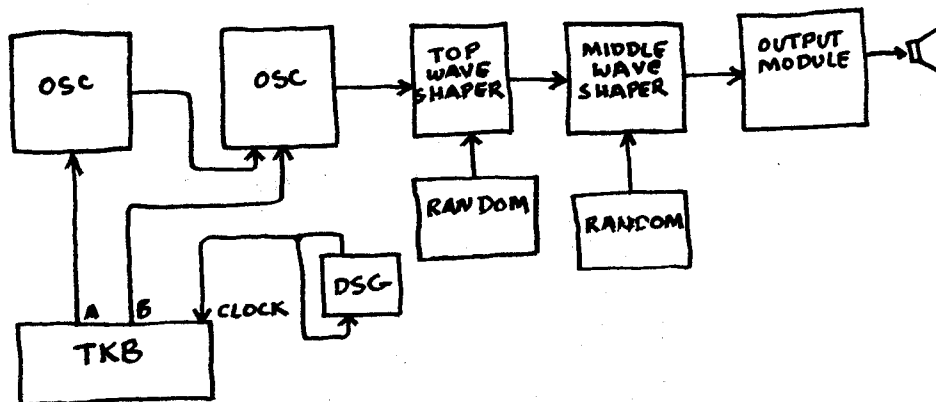 OSC
OSC
TOP
WAVE
SHAPER
MIDDLE
WAVE
SHAPER
OUTPUT
MODULE
RANDOM
RANDOM
DSG
A
B
CLOCK
TKB